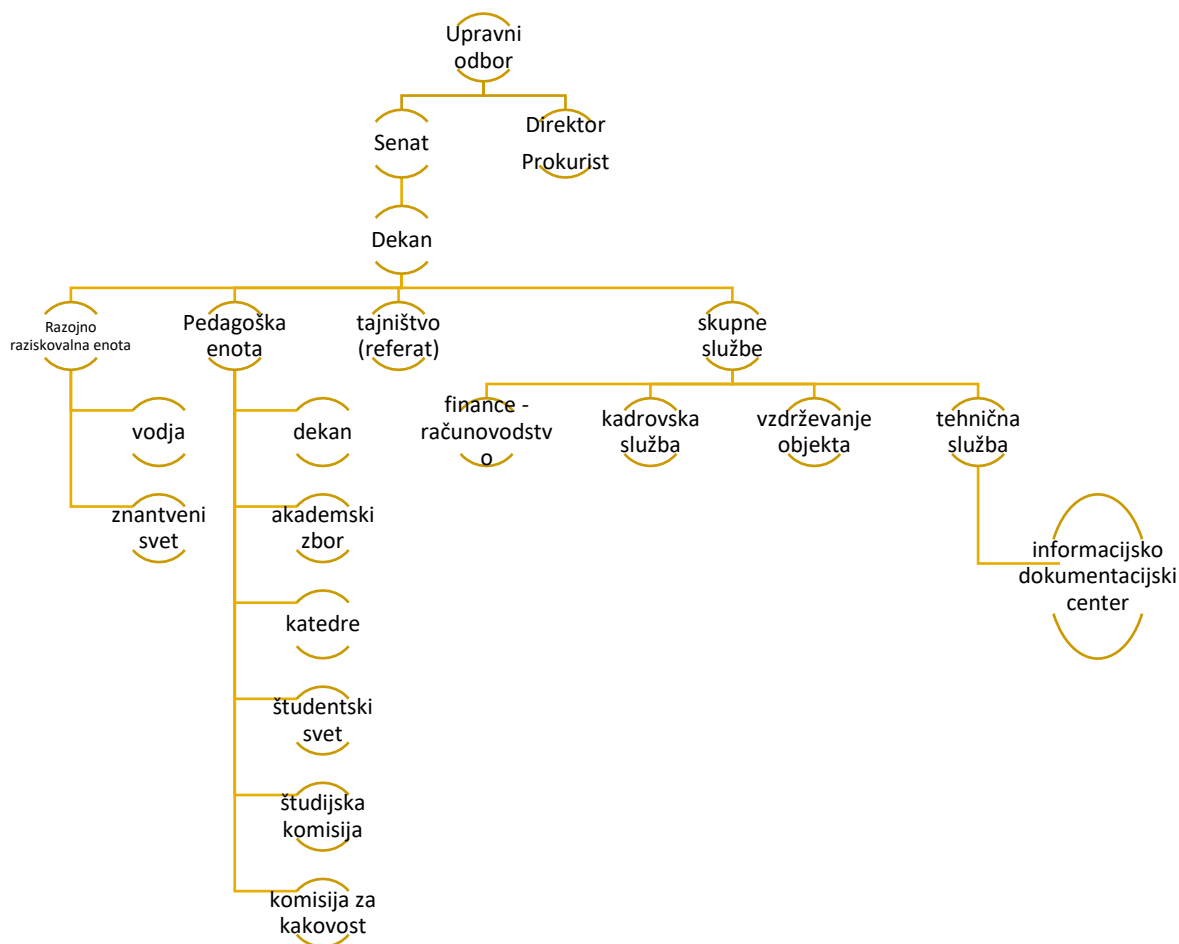 Upravni
odbor
Senat
Direktor
Prokurist
Dekan
Razojno
raziskovalna enota
Pedagoška
enota
tajništvo
(referat)
skupne
službe
vodja
znantveni
svet
dekan
akademski
zbor
katedre
študentski
svet
študijska
komisija
komisija za
kakovost
finance -
računovodstv
o
kadrovska
služba
vzdrževanje
objekta
tehnična
služba
informacijsko
dokumentacijski
center